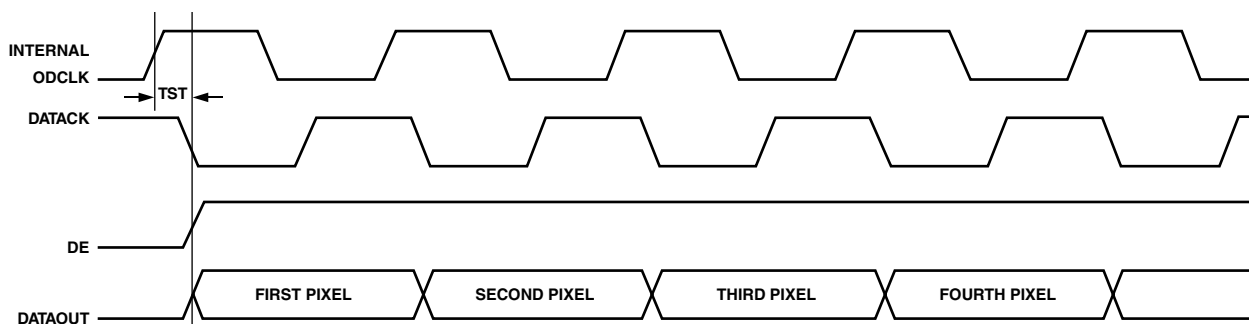 INTERNAL
ODCLK
TST
DATACK
DE
FIRST PIXEL SECOND PIXEL THIRD PIXEL FOURTH PIXEL
DATAOUT